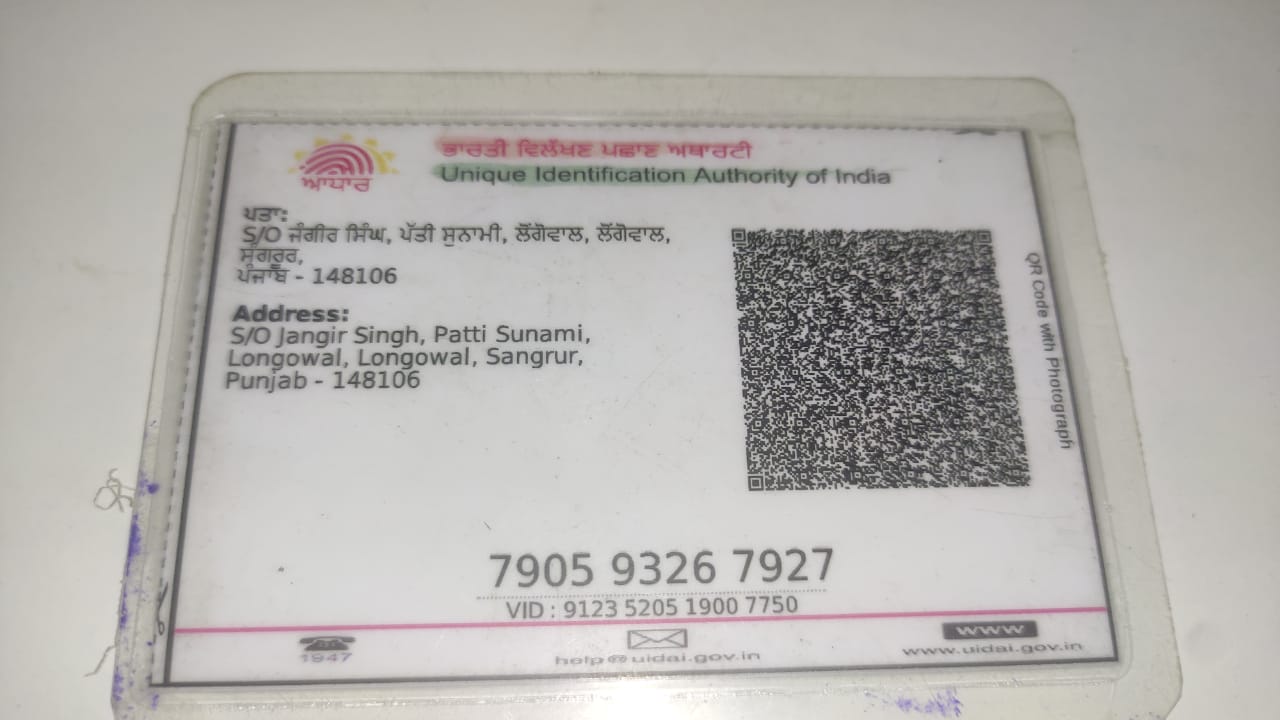 ਆਧਾਰ
ਭਾਰਤੀ ਵਿਲੱਖਣ ਪਛਾਣ ਅਥਾਰਟੀ
Unique Identification Authority of India
ਪਤਾ:
S/O ਜੰਗੀਰ ਸਿੰਘ, ਪੱਤੀ ਸੁਨਾਮੀ, ਲੌਂਗੋਵਾਲ, ਲੌਂਗੋਵਾਲ,
ਸੰਗਰੂਰ,
ਪੰਜਾਬ - 148106
Address:
S/O Jangir Singh, Patti Sunami,
Longowal, Longowal, Sangrur,
Punjab - 148106
QR Code with Photograph
7905 9326 7927
VID : 9123 5205 1900 7750
1947
help@uidai.gov.in
www
www.uidai.gov.in